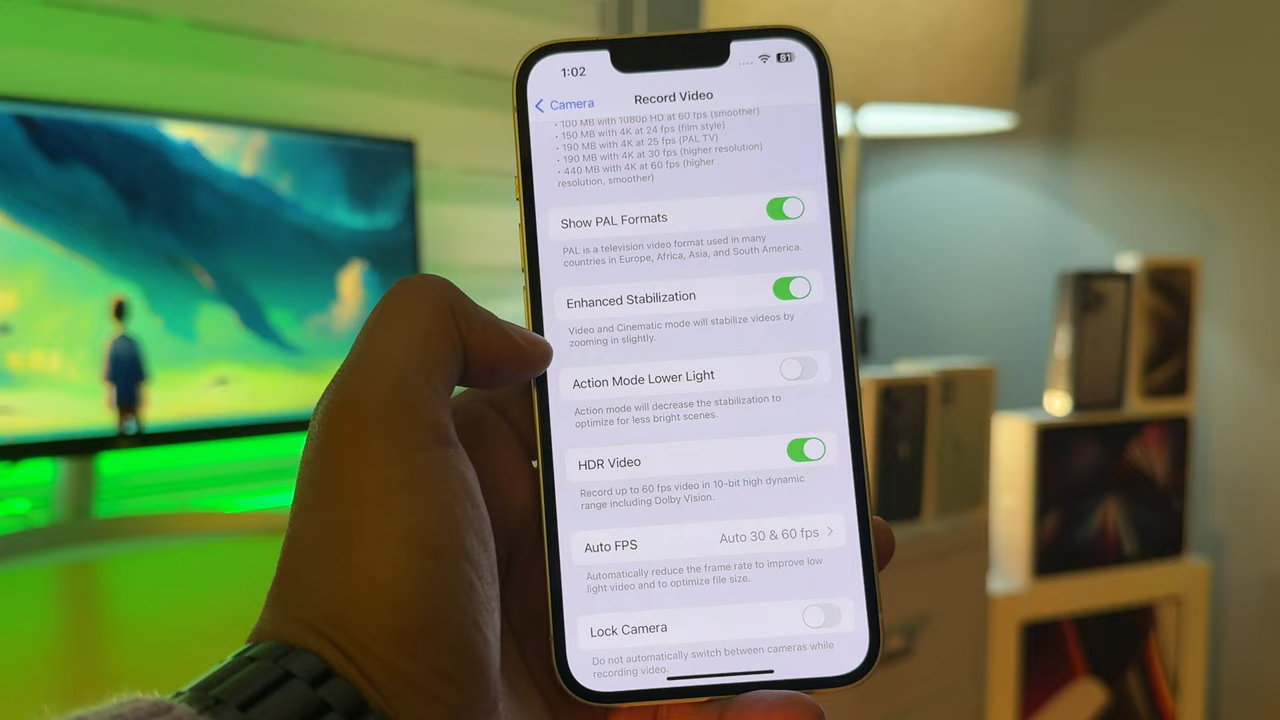 1:02
81
Camera
Record Video
• 100 MB with 1080p HD at 60 fps (smoother)
• 150 MB with 4K at 24 fps (film style)
• 190 MB with 4K at 25 fps (PAL TV)
• 190 MB with 4K at 30 fps (higher resolution)
• 440 MB with 4K at 60 fps (higher
resolution, smoother)
Show PAL Formats
PAL is a television video format used in many
countries in Europe, Africa, Asia, and South America.
Enhanced Stabilization
Video and Cinematic mode will stabilize videos by
zooming in slightly.
Action Mode Lower Light
Action mode will decrease the stabilization to
optimize for less bright scenes.
HDR Video
Record up to 60 fps video in 10-bit high dynamic
range including Dolby Vision.
Auto FPS
Auto 30 & 60 fps
Automatically reduce the frame rate to improve low
light video and to optimize file size.
Lock Camera
Do not automatically switch between cameras while
recording video.